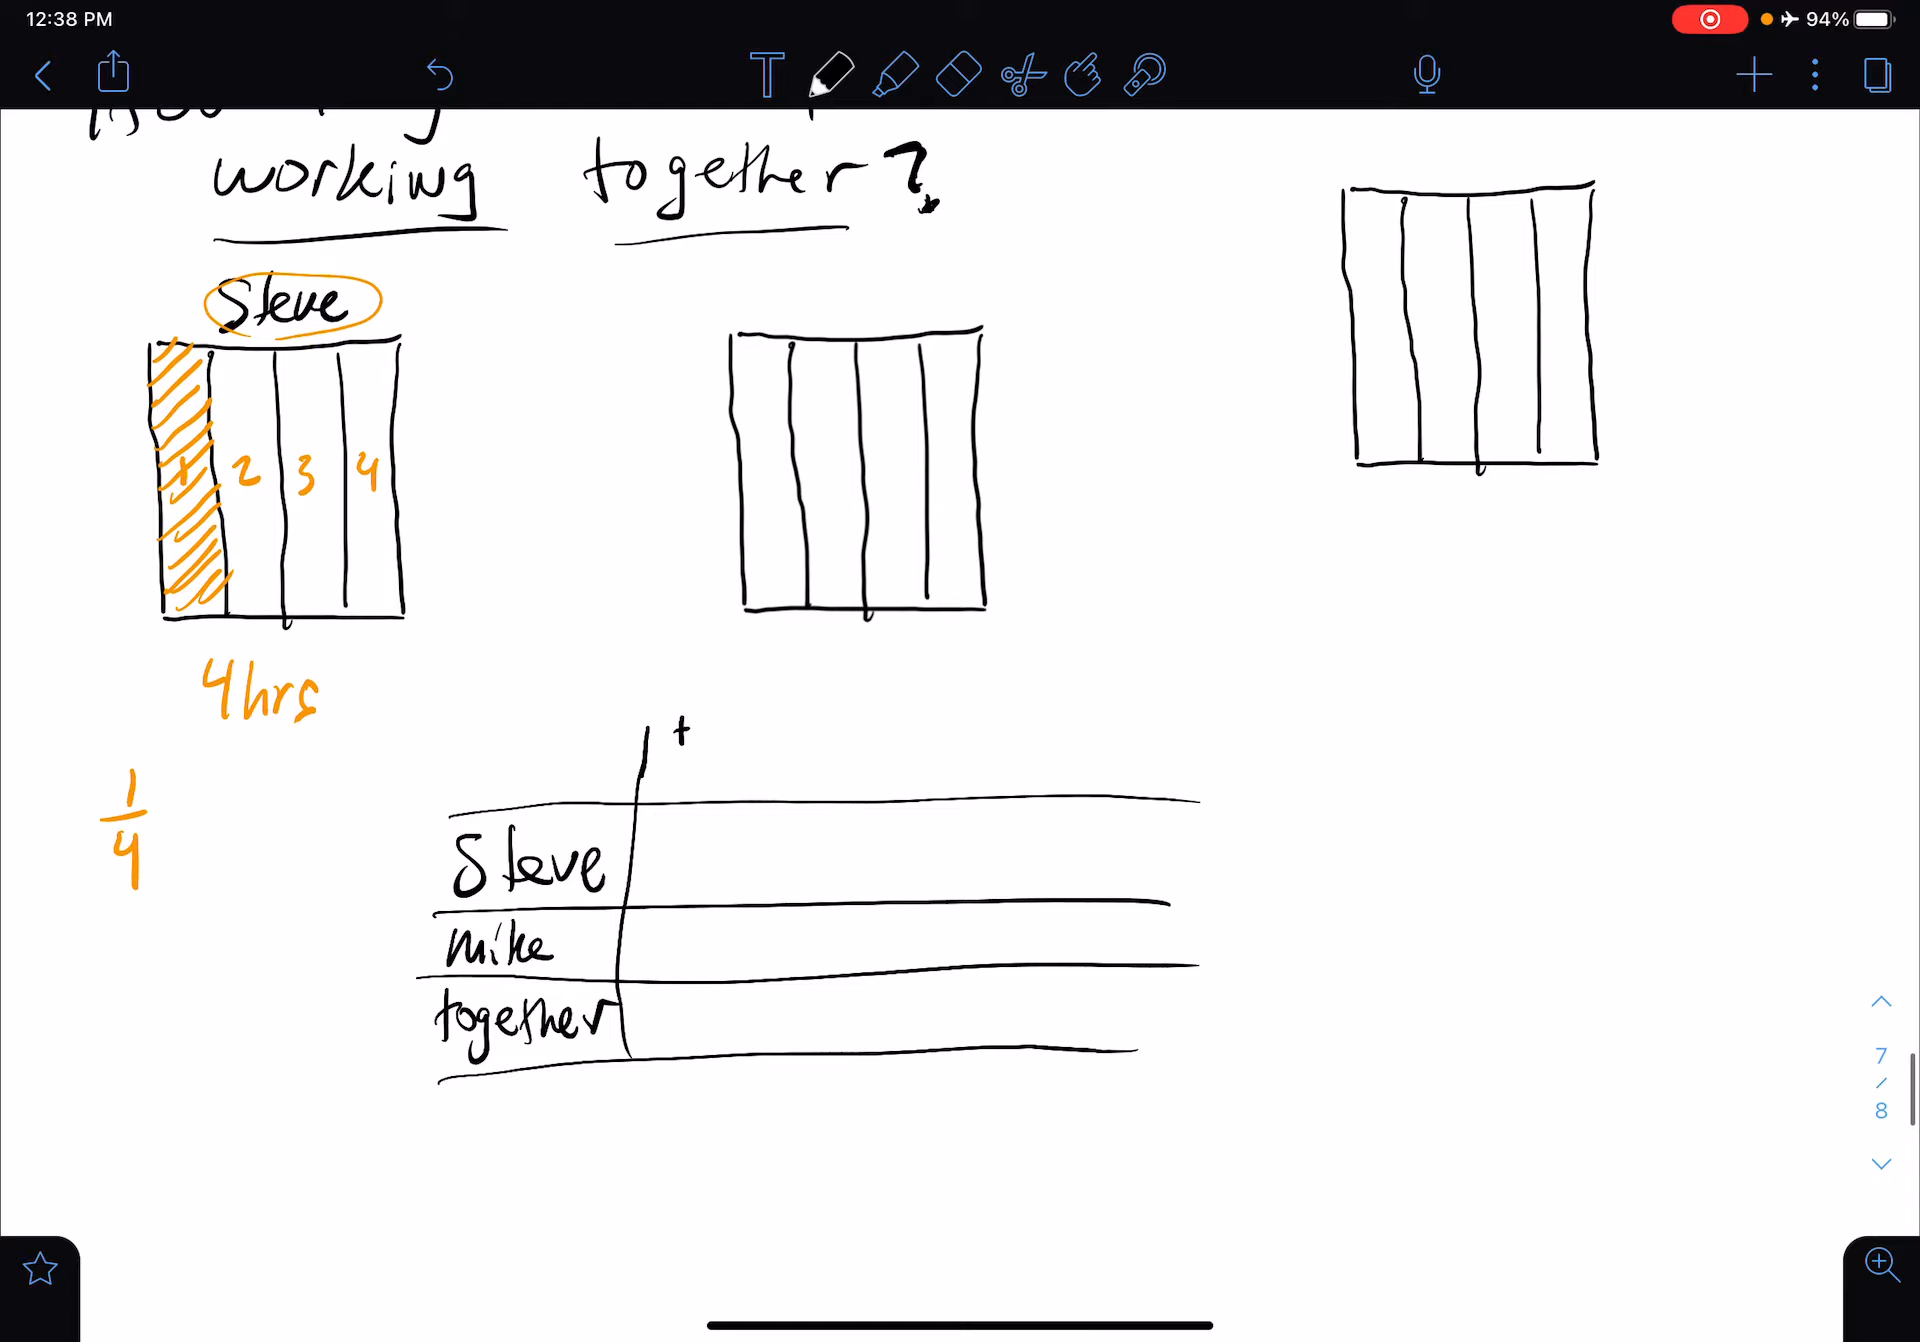 12:38 PM
94%
working together?
Steve
1 2 3 4
4hrs
t
1
4
Steve
mike
together
7
/
8